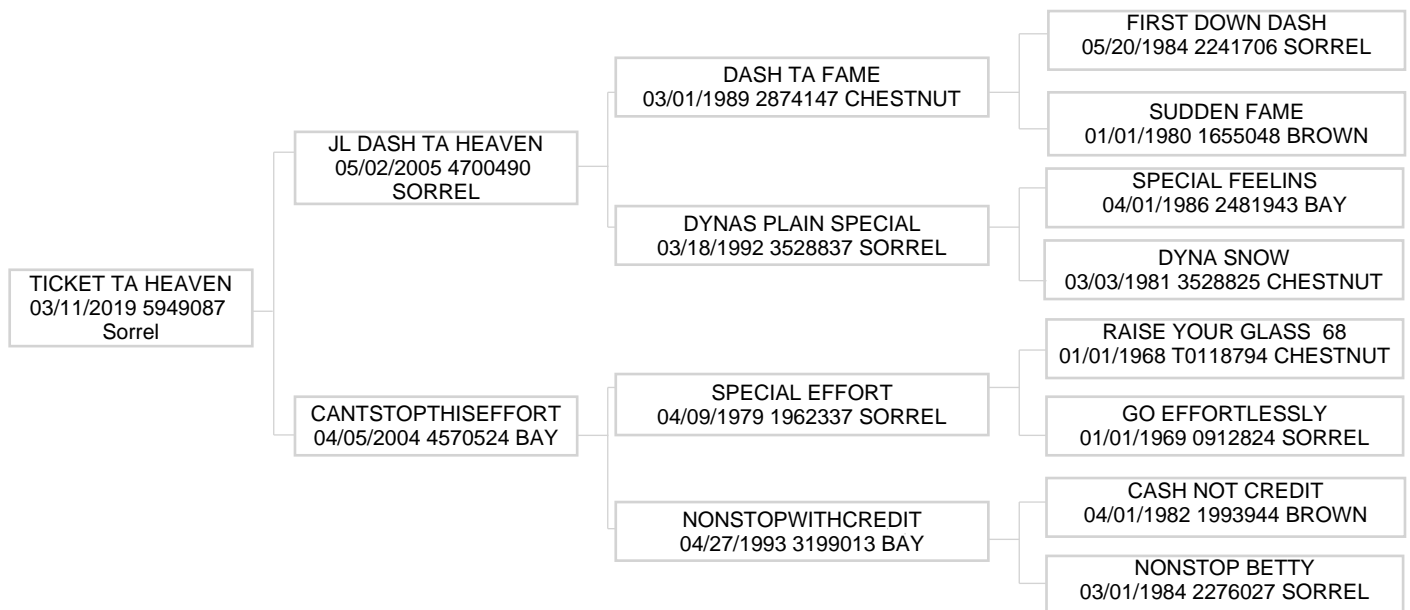 TICKET TA HEAVEN
03/11/2019 5949087
Sorrel
JL DASH TA HEAVEN
05/02/2005 4700490
SORREL
CANTSTOPTHISEFFORT
04/05/2004 4570524 BAY
DASH TA FAME
03/01/1989 2874147 CHESTNUT
DYNAS PLAIN SPECIAL
03/18/1992 3528837 SORREL
SPECIAL EFFORT
04/09/1979 1962337 SORREL
NONSTOPWITHCREDIT
04/27/1993 3199013 BAY
FIRST DOWN DASH
05/20/1984 2241706 SORREL
SUDDEN FAME
01/01/1980 1655048 BROWN
SPECIAL FEELINS
04/01/1986 2481943 BAY
DYNA SNOW
03/03/1981 3528825 CHESTNUT
RAISE YOUR GLASS  68
01/01/1968 T0118794 CHESTNUT
GO EFFORTLESSLY
01/01/1969 0912824 SORREL
CASH NOT CREDIT
04/01/1982 1993944 BROWN
NONSTOP BETTY
03/01/1984 2276027 SORREL